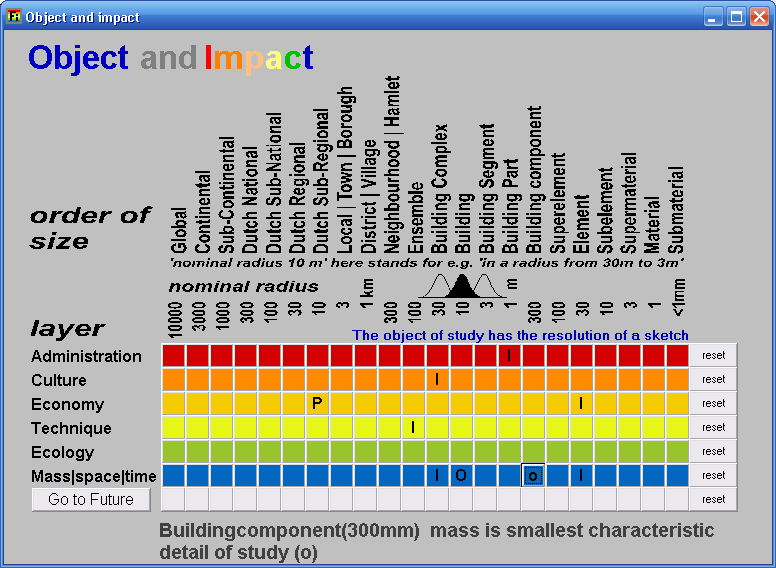 Object and impact
Object and Impact
order of size
Global
Continental
Sub-Continental
Dutch National
Dutch Sub-National
Dutch Regional
Dutch Sub-Regional
Local | Town | Borough
District | Village
Neighbourhood | Hamlet
Ensemble
Building Complex
Building
Building Segment
Building Part
Building component
Superelement
Element
Subelement
Supermaterial
Material
Submaterial
'nominal radius 10 m' here stands for e.g. 'in a radius from 30m to 3m'
nominal radius
10000
3000
1000
300
100
30
10
3
1 km
300
100
30
10
3
1 m
300
100
30
10
3
1
<1mm
layer
The object of study has the resolution of a sketch
Administration I reset
Culture I reset
Economy P I reset
Technique I reset
Ecology reset
Mass|space|time I O o I reset
Go to Future reset
Buildingcomponent(300mm) mass is smallest characteristic
detail of study (o)